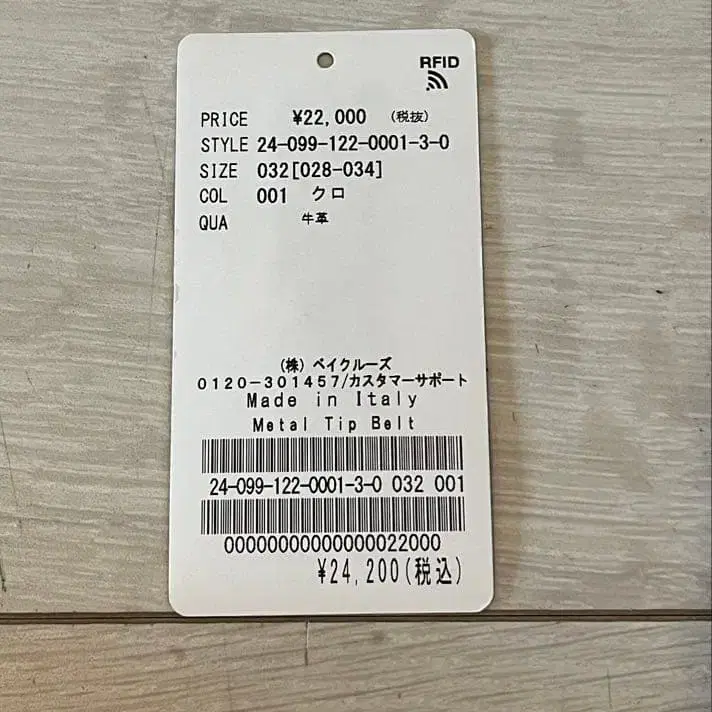 RFID
PRICE ¥22,000 (税抜)
STYLE 24-099-122-0001-3-0
SIZE 032[028-034]
COL 001 クロ
QUA 牛革
(株) ベイクルーズ
0120-301457/カスタマーサポート
Made in Italy
Metal Tip Belt
24-099-122-0001-3-0 032 001
00000000000000022000
¥24,200(税込)